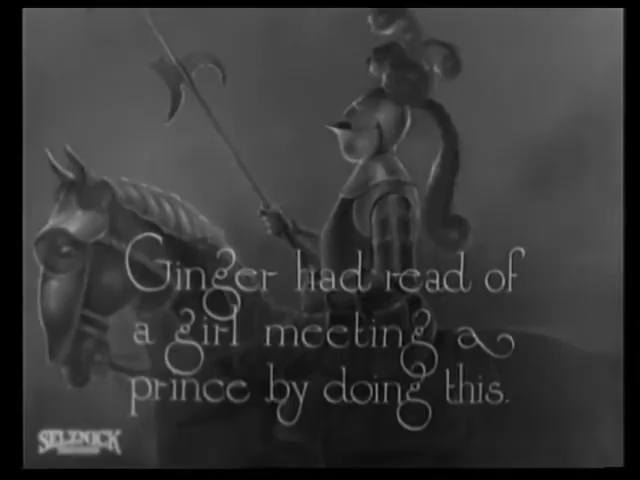 Ginger had read of
a girl meeting a
prince by doing this.
SELZNICK